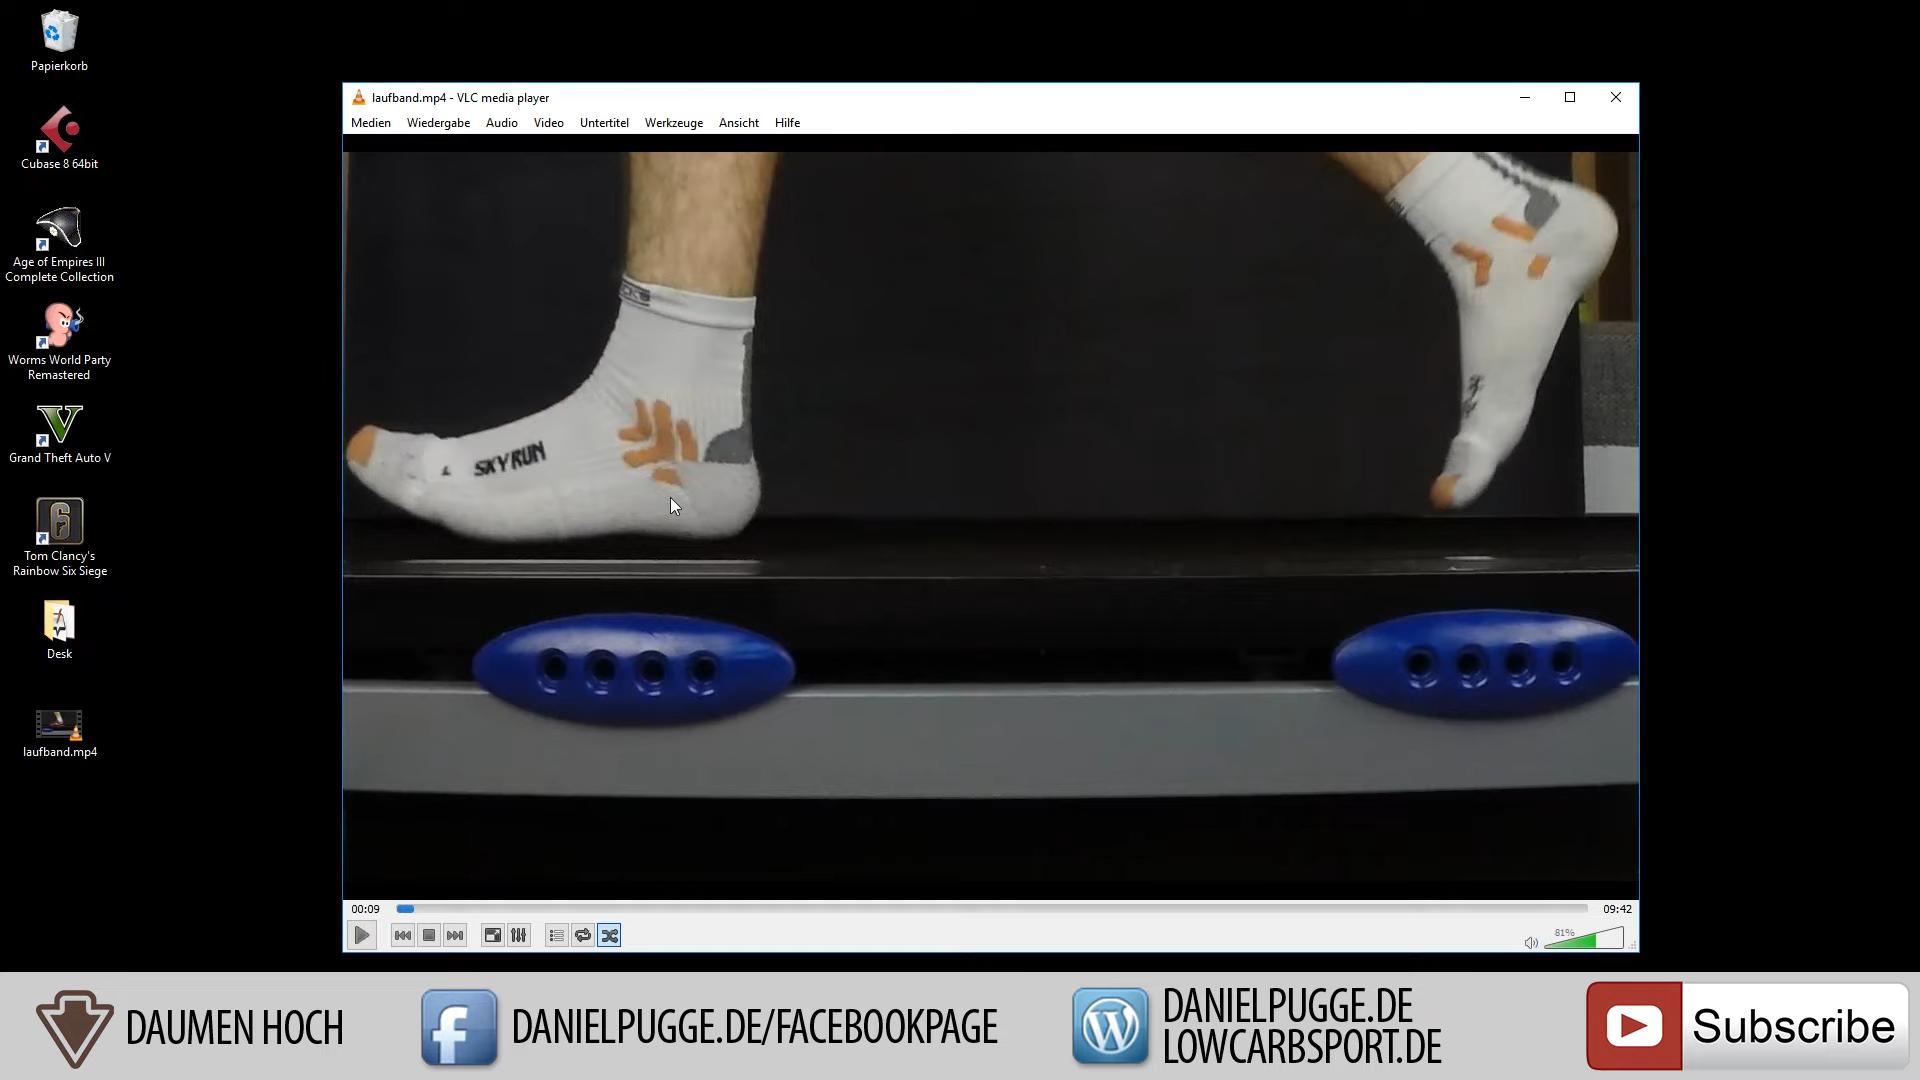 Papierkorb
Cubase 8 64bit
Age of Empires III
Complete Collection
Worms World Party
Remastered
Grand Theft Auto V
Tom Clancy's
Rainbow Six Siege
Desk
laufband.mp4
laufband.mp4 - VLC media player
Medien Wiedergabe Audio Video Untertitel Werkzeuge Ansicht Hilfe
SKYRUN
00:09
09:42
81%
DAUMEN HOCH
DANIELPUGGE.DE/FACEBOOKPAGE
DANIELPUGGE.DE
LOWCARBSPORT.DE
Subscribe